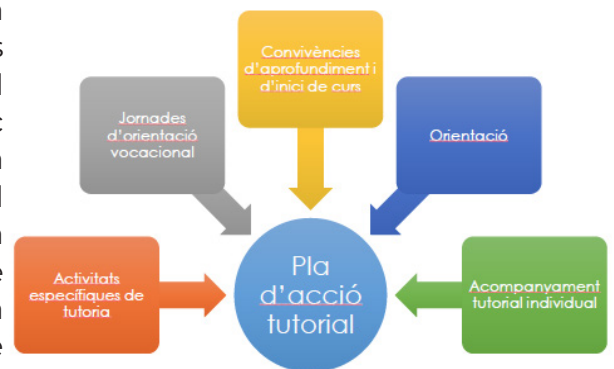 Convivències
d'aprofundiment i
d'inici de curs
Jornades
d'orientació
vocacional
Orientació
Activitats
específiques de
tutoria
Pla
d'acció
tutorial
Acompanyament
tutorial individual